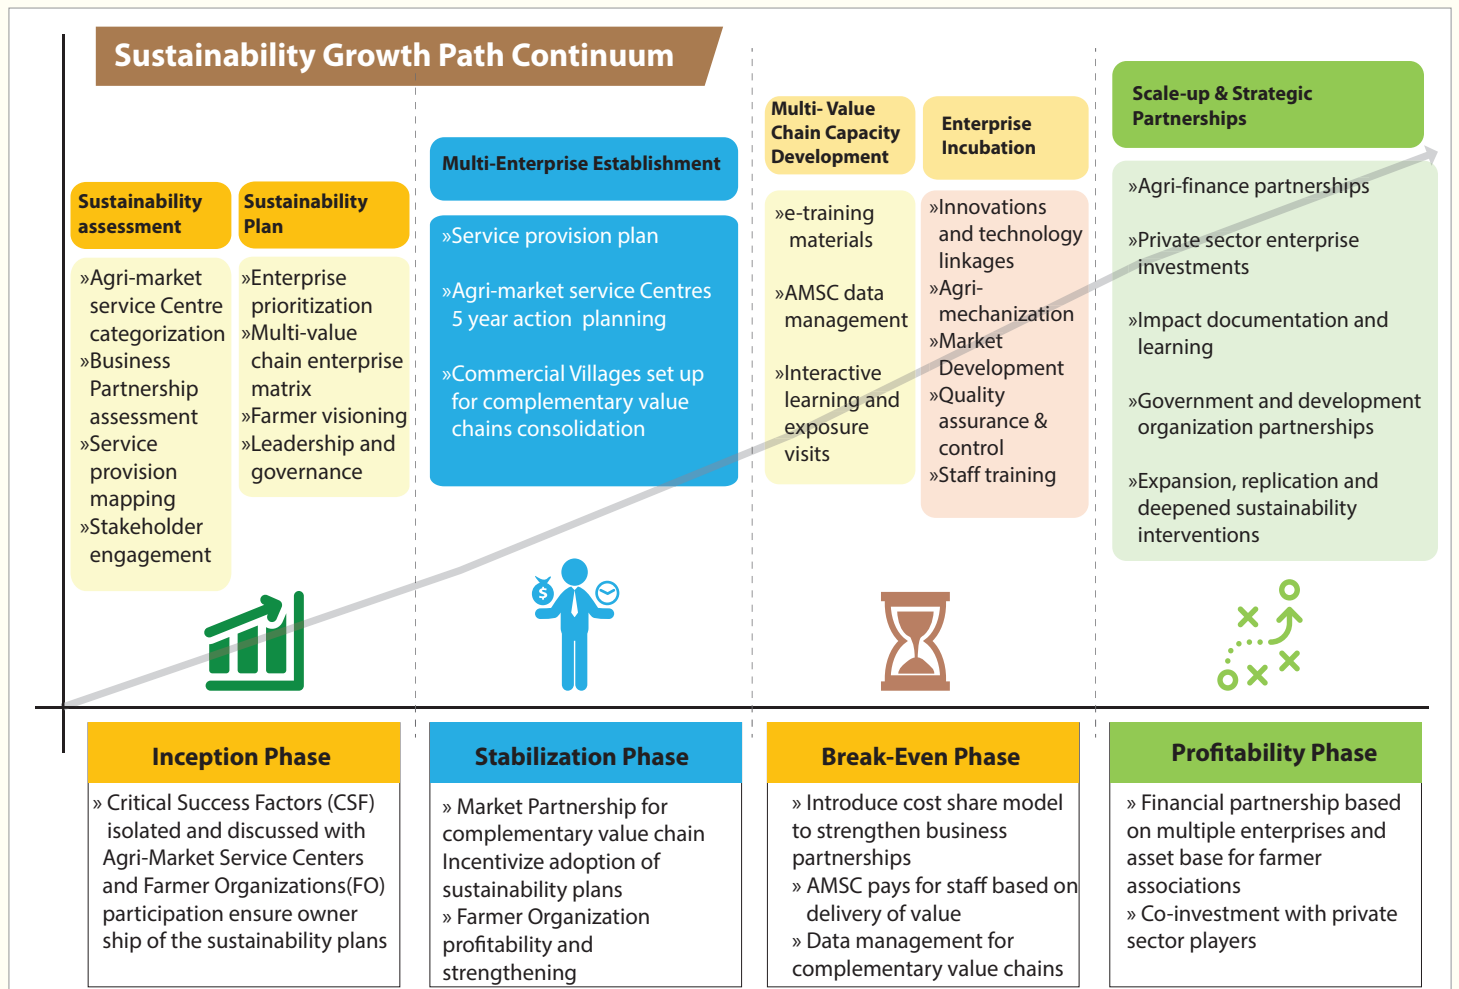 Sustainability Growth Path Continuum
Sustainability
assessment
»Agri-market
service Centre
categorization
»Business
Partnership
assessment
»Service
provision
mapping
»Stakeholder
engagement
Sustainability
Plan
»Enterprise
prioritization
»Multi-value
chain enterprise
matrix
»Farmer visioning
»Leadership and
governance
Multi-Enterprise Establishment
»Service provision plan
»Agri-market service Centres
5 year action planning
»Commercial Villages set up
for complementary value
chains consolidation
$
Multi- Value
Chain Capacity
Development
»e-training
materials
»AMSC data
management
»Interactive
learning and
exposure
visits
Enterprise
Incubation
»Innovations
and technology
linkages
»Agri-
mechanization
»Market
Development
»Quality
assurance &
control
»Staff training
Scale-up & Strategic
Partnerships
»Agri-finance partnerships
»Private sector enterprise
investments
»Impact documentation and
learning
»Government and development
organization partnerships
»Expansion, replication and
deepened sustainability
interventions
Inception Phase
» Critical Success Factors (CSF)
isolated and discussed with
Agri-Market Service Centers
and Farmer Organizations(FO)
participation ensure owner
ship of the sustainability plans
Stabilization Phase
» Market Partnership for
complementary value chain
Incentivize adoption of
sustainability plans
» Farmer Organization
profitability and
strengthening
Break-Even Phase
» Introduce cost share model
to strengthen business
partnerships
» AMSC pays for staff based on
delivery of value
» Data management for
complementary value chains
Profitability Phase
» Financial partnership based
on multiple enterprises and
asset base for farmer
associations
» Co-investment with private
sector players